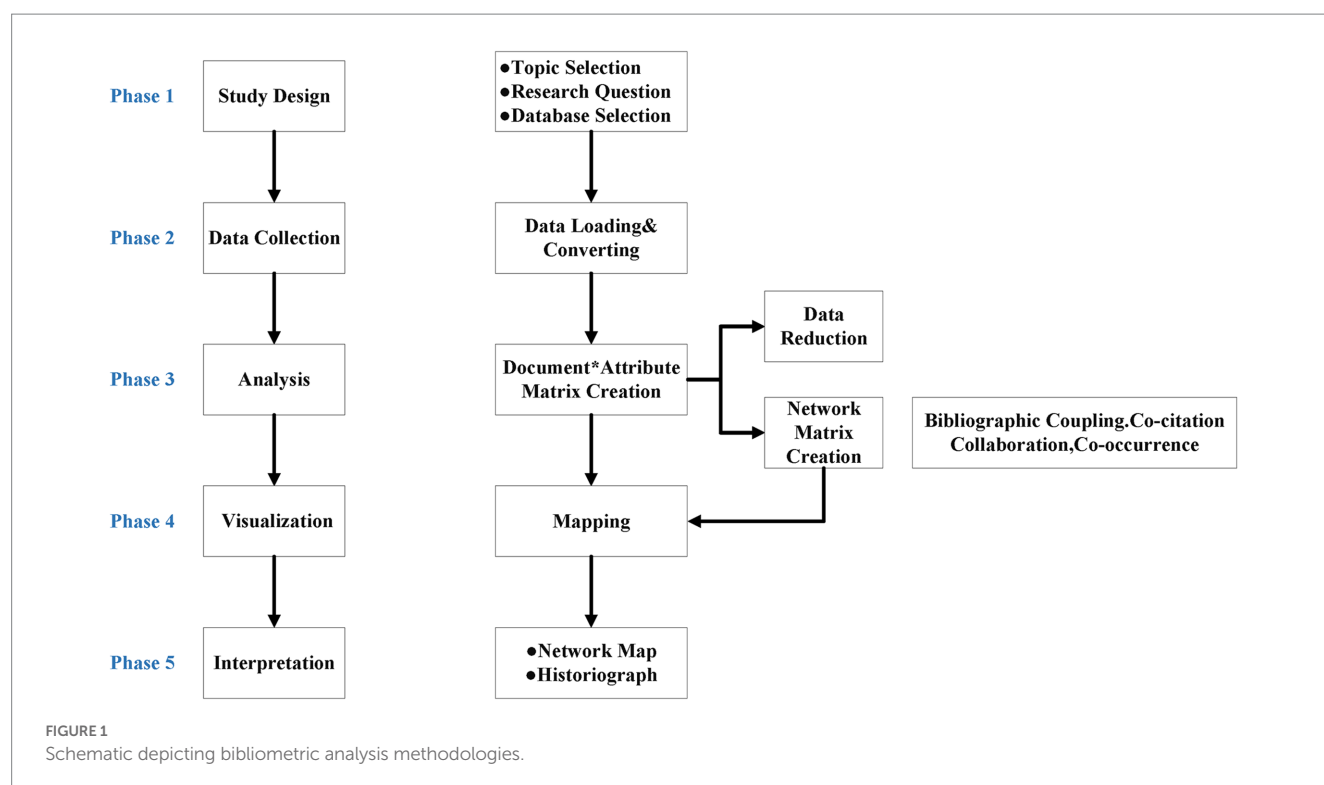 Phase 1
Study Design
●Topic Selection
●Research Question
●Database Selection
Phase 2
Data Collection
Data Loading&
Converting
Data
Reduction
Phase 3
Analysis
Document*Attribute
Matrix Creation
Network
Matrix
Creation
Bibliographic Coupling.Co-citation
Collaboration,Co-occurrence
Phase 4
Visualization
Mapping
Phase 5
Interpretation
●Network Map
●Historiograph
FIGURE 1
Schematic depicting bibliometric analysis methodologies.